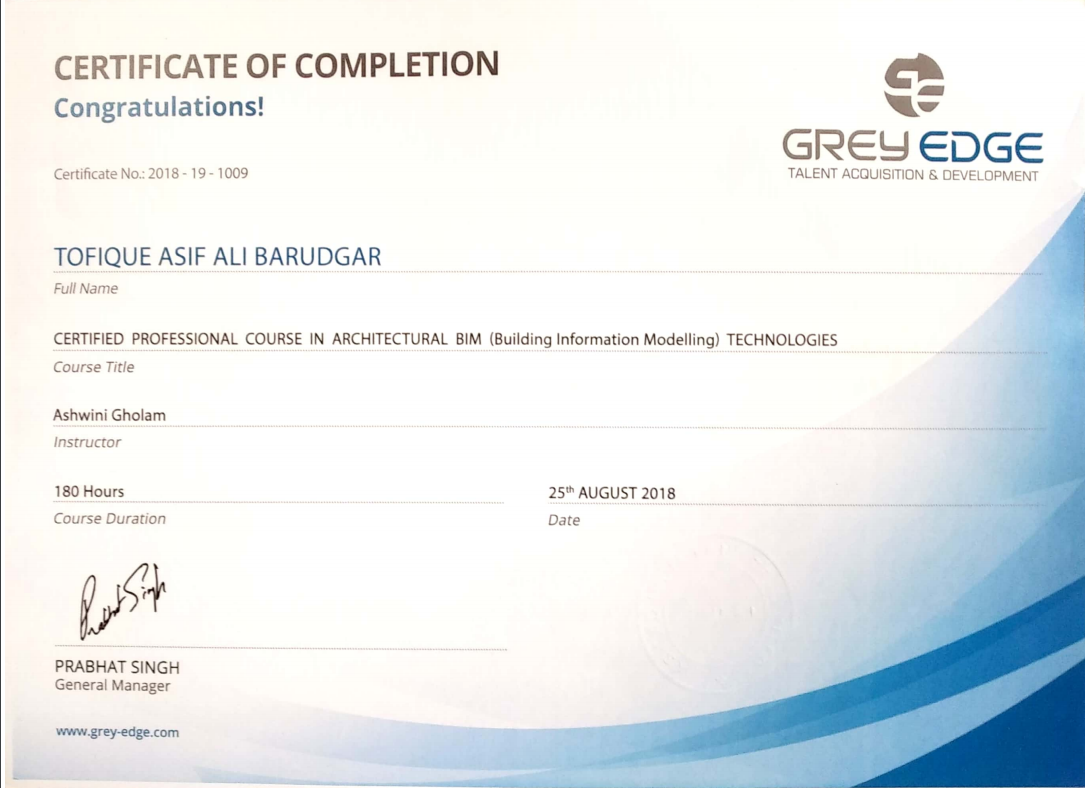 CERTIFICATE OF COMPLETION
Congratulations!
GREY EDGE
TALENT ACQUISITION & DEVELOPMENT
Certificate No.: 2018 - 19 - 1009
TOFIQUE ASIF ALI BARUDGAR
Full Name
CERTIFIED PROFESSIONAL COURSE IN ARCHITECTURAL BIM (Building Information Modelling) TECHNOLOGIES
Course Title
Ashwini Gholam
Instructor
180 Hours
Course Duration
25th AUGUST 2018
Date
Prabhat Singh
PRABHAT SINGH
General Manager
www.grey-edge.com